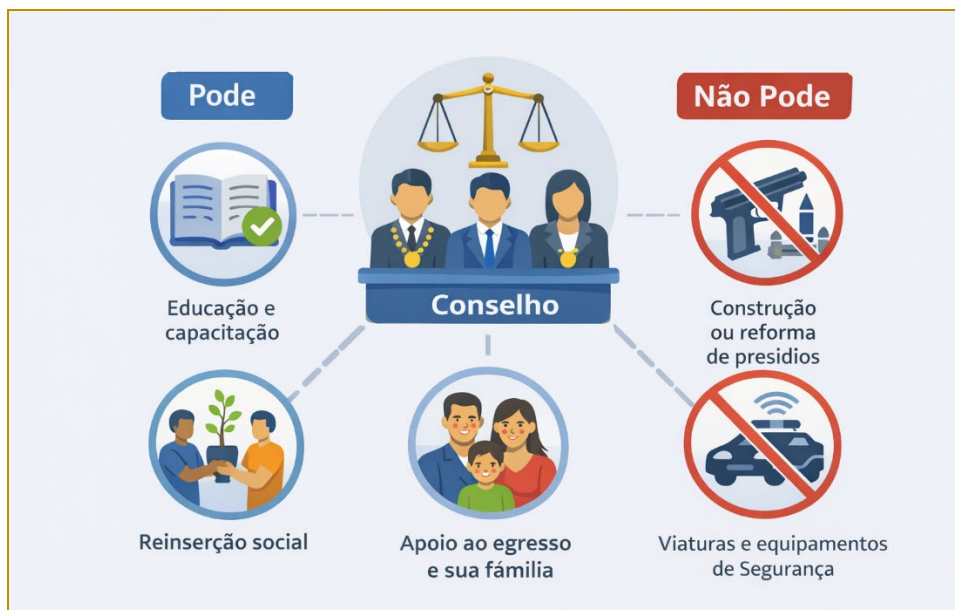 Pode
Não Pode
Conselho
Educação e
capacitação
Construção
ou reforma
de presidios
Reinserção social
Apoio ao egresso
e sua fámilia
Viaturas e equipamentos
de Segurança